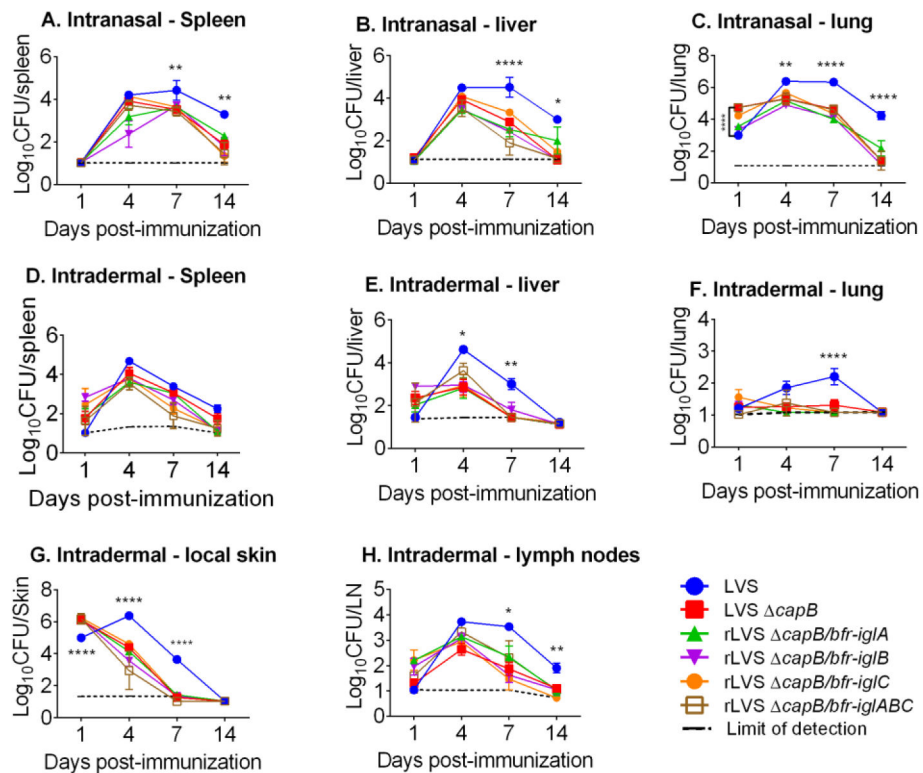 A. Intranasal - Spleen
Log10CFU/spleen
6
4
2
0
**
**
1 4 7 14
Days post-immunization
B. Intranasal - liver
Log10CFU/liver
6
4
2
0
****
*
1 4 7 14
Days post-immunization
C. Intranasal - lung
Log10CFU/lung
8
6
4
2
0
****
**
****
****
1 4 7 14
Days post-immunization
D. Intradermal - Spleen
Log10CFU/spleen
6
4
2
0
1 4 7 14
Days post-immunization
E. Intradermal - liver
Log10CFU/liver
6
4
2
0
*
**
1 4 7 14
Days post-immunization
F. Intradermal - lung
Log10CFU/lung
4
3
2
1
0
****
1 4 7 14
Days post-immunization
G. Intradermal - local skin
Log10CFU/Skin
8
6
4
2
0
****
****
****
1 4 7 14
Days post-immunization
H. Intradermal - lymph nodes
Log10CFU/LN
5
4
3
2
1
0
*
**
1 4 7 14
Days post-immunization
LVS
LVS ΔcapB
rLVS ΔcapB/bfr-iglA
rLVS ΔcapB/bfr-iglB
rLVS ΔcapB/bfr-iglC
rLVS ΔcapB/bfr-iglABC
Limit of detection